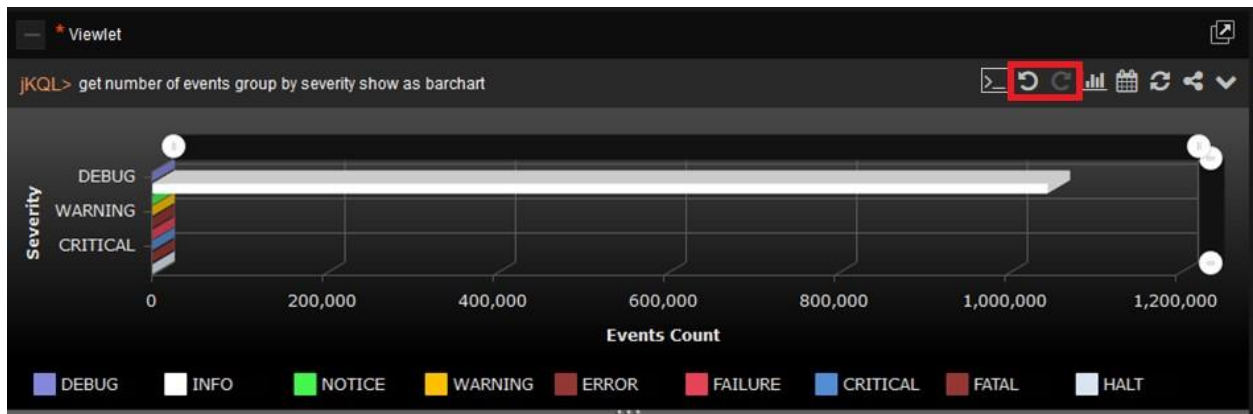 * Viewlet
jKQL> get number of events group by severity show as barchart
DEBUG
WARNING
CRITICAL
Severity
0 200,000 400,000 600,000 800,000 1,000,000 1,200,000
Events Count
DEBUG INFO NOTICE WARNING ERROR FAILURE CRITICAL FATAL HALT